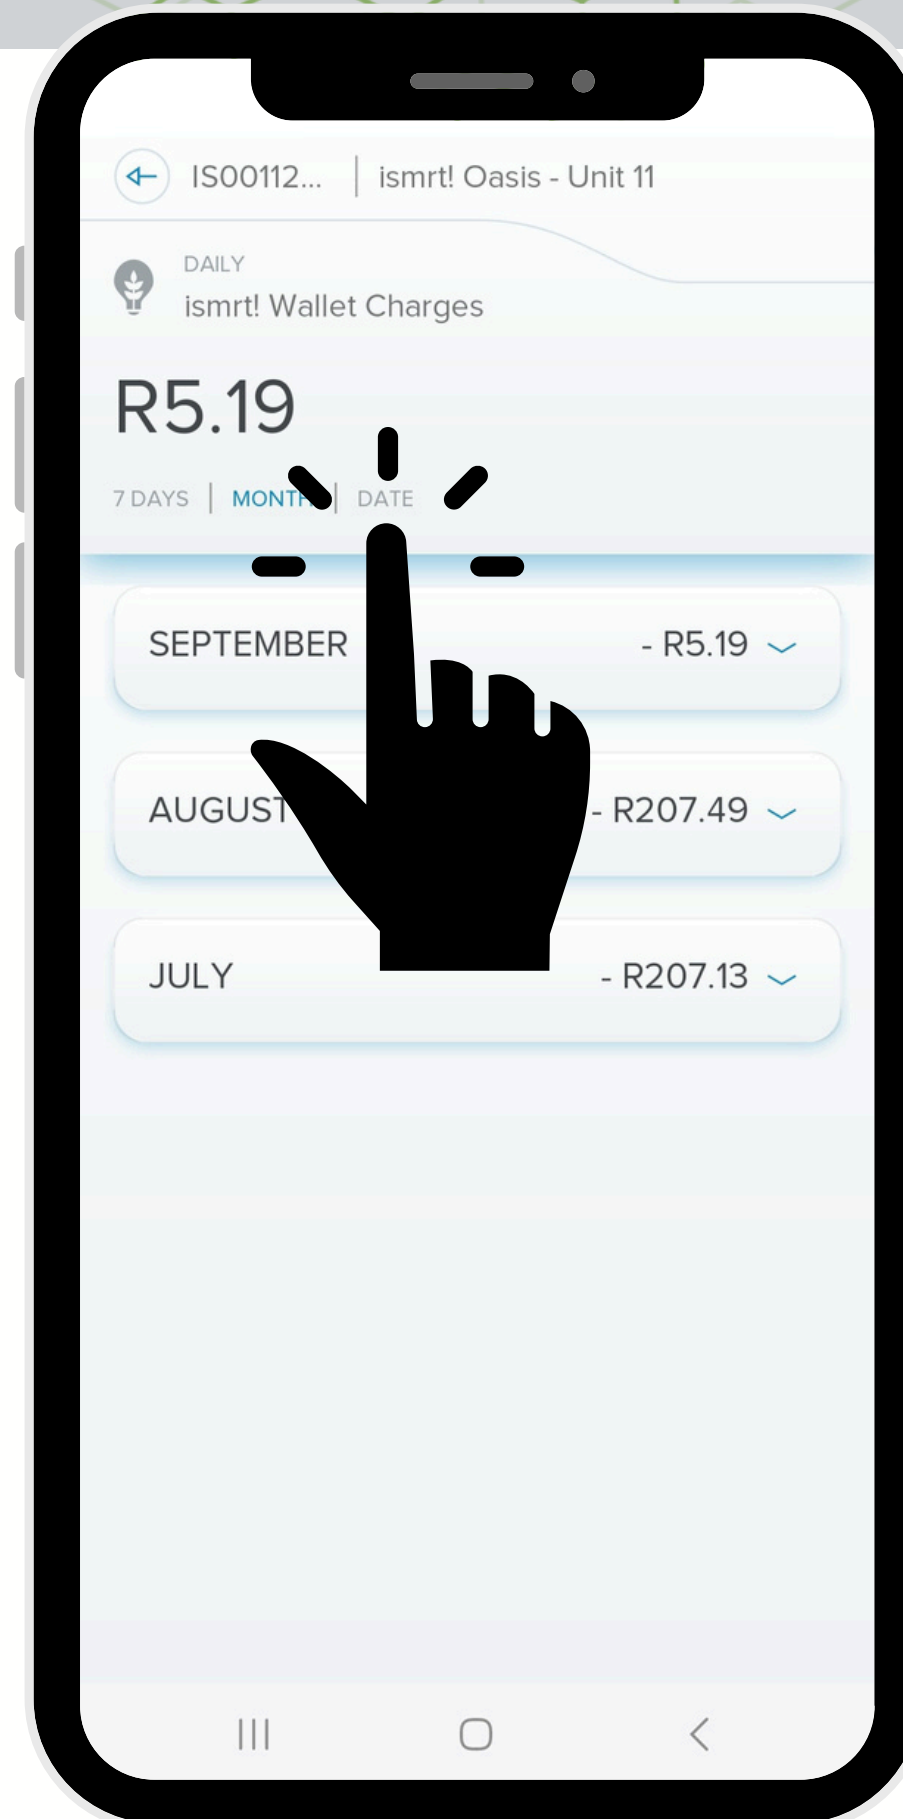 IS00112... | ismrt! Oasis - Unit 11
DAILY
ismrt! Wallet Charges
R5.19
7 DAYS | MONTH | DATE
SEPTEMBER - R5.19
AUGUST - R207.49
JULY - R207.13